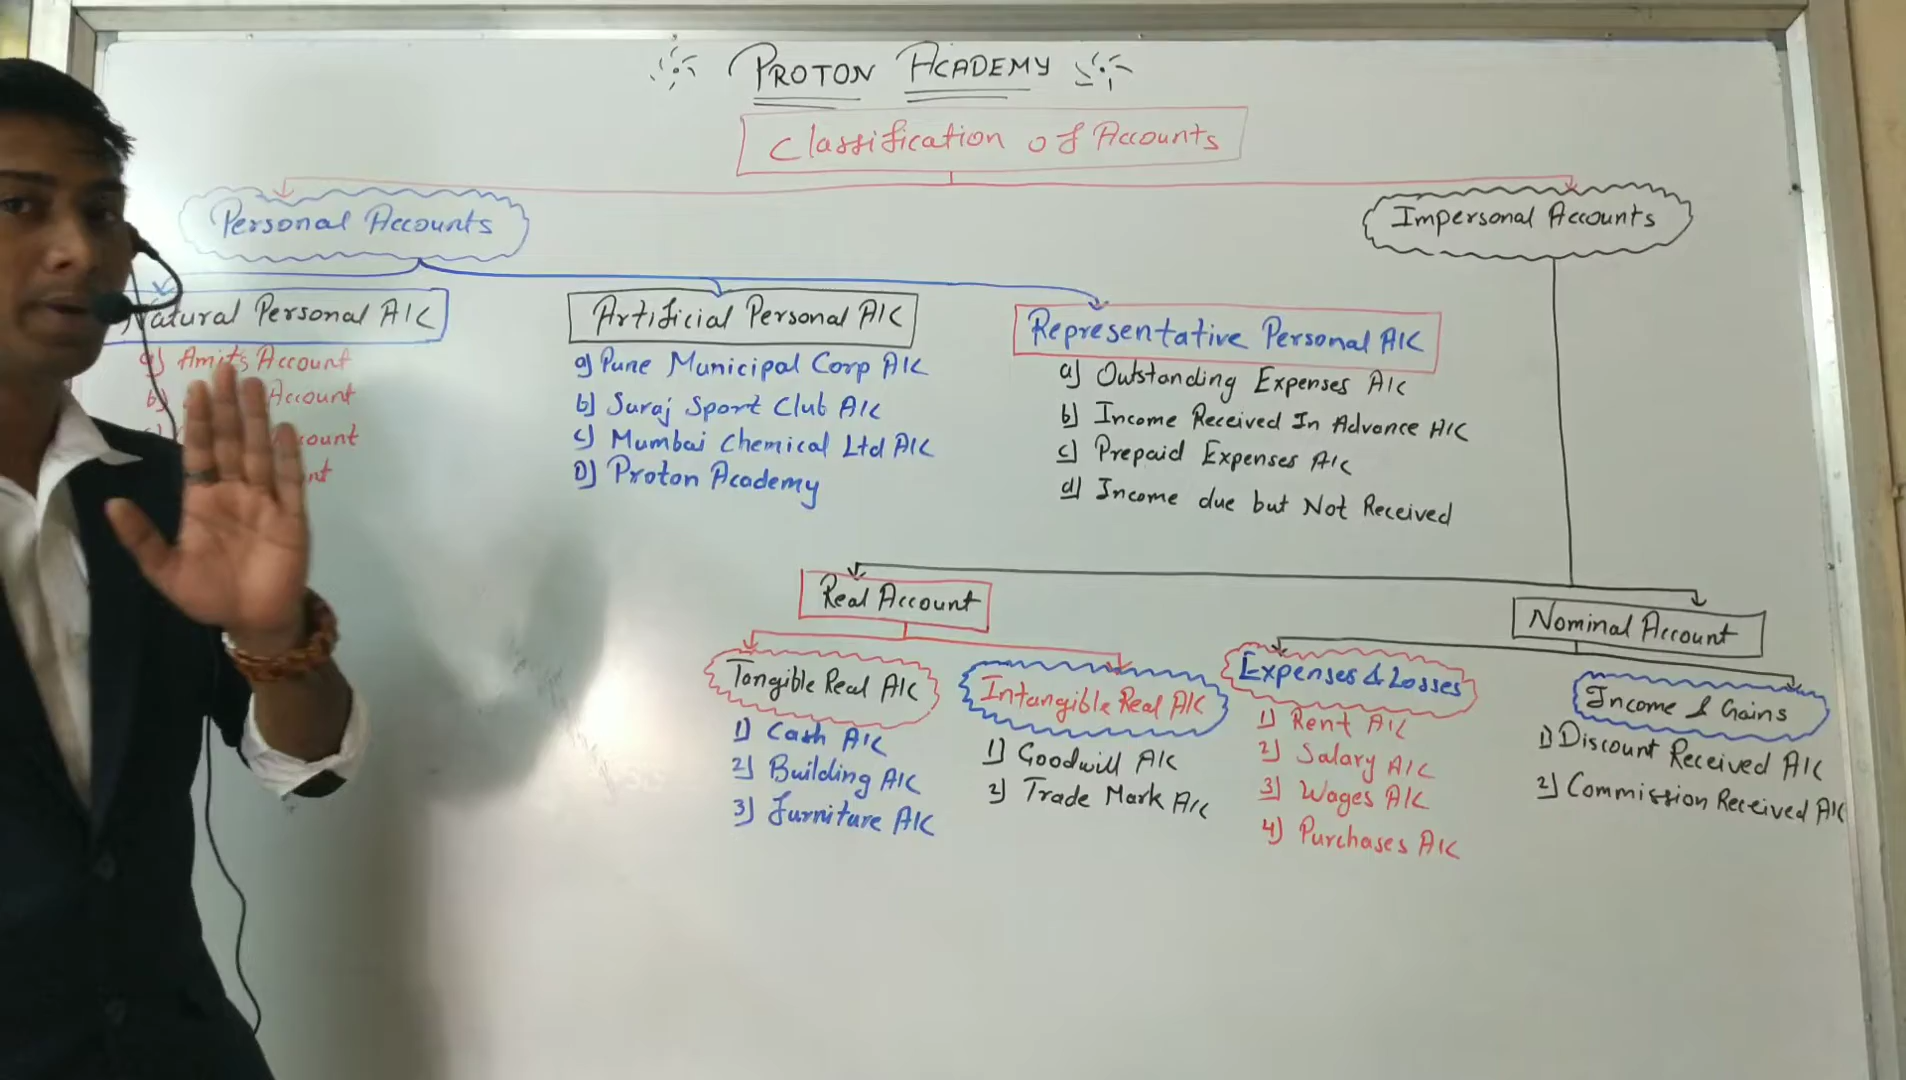 PROTON ACADEMY
Classification of Accounts
Personal Accounts
Impersonal Accounts
Natural Personal A/C
a) Amits Account
b) Account
Account
Artificial Personal A/C
a) Pune Municipal Corp A/C
b) Suraj Sport Club A/C
c) Mumbai Chemical Ltd A/C
D) Proton Academy
Representative Personal A/C
a) Outstanding Expenses A/C
b) Income Received In Advance A/C
c) Prepaid Expenses A/C
d) Income due but Not Received
Real Account
Nominal Account
Tangible Real A/C
1) Cash A/C
2) Building A/C
3) Furniture A/C
Intangible Real A/C
1) Goodwill A/C
2) Trade Mark A/C
Expenses & Losses
1) Rent A/C
2) Salary A/C
3) Wages A/C
4) Purchases A/C
Income & Gains
1) Discount Received A/C
2) Commission Received A/C